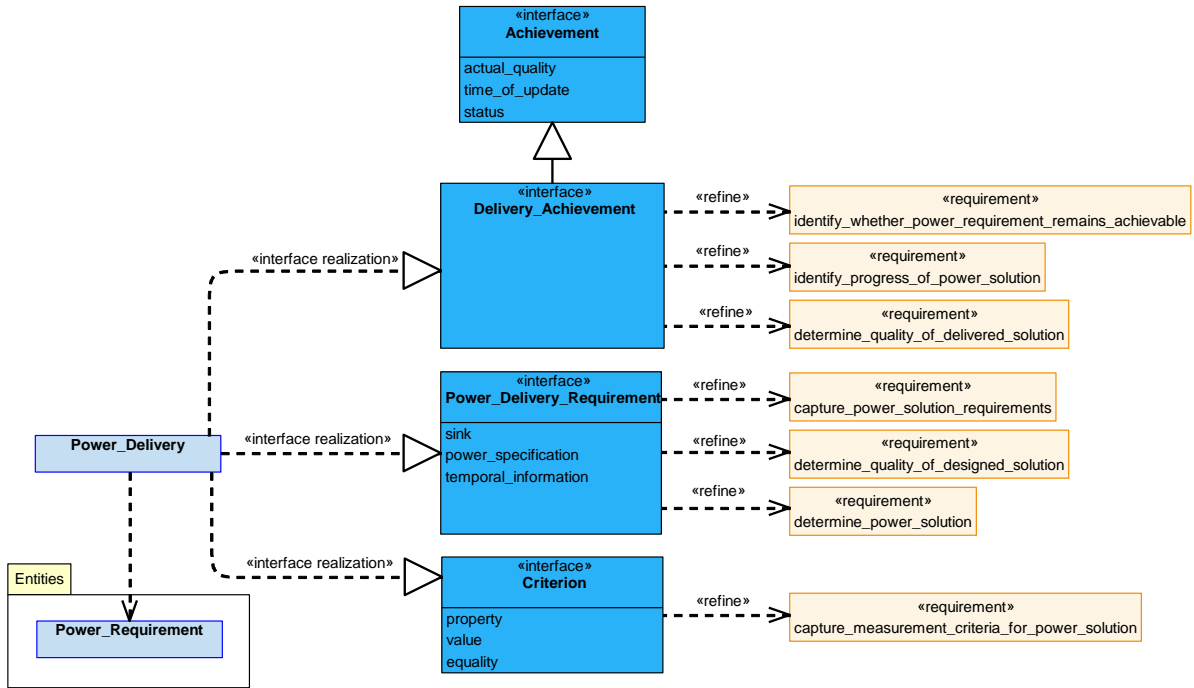 «interface»
Achievement
actual_quality
time_of_update
status
«interface»
Delivery_Achievement
«refine»
«requirement»
identify_whether_power_requirement_remains_achievable
«refine»
«requirement»
identify_progress_of_power_solution
«interface realization»
«refine»
«requirement»
determine_quality_of_delivered_solution
«interface»
Power_Delivery_Requirement
sink
power_specification
temporal_information
«refine»
«requirement»
capture_power_solution_requirements
Power_Delivery
«interface realization»
«refine»
«requirement»
determine_quality_of_designed_solution
«refine»
«requirement»
determine_power_solution
«interface realization»
«interface»
Criterion
property
value
equality
«refine»
«requirement»
capture_measurement_criteria_for_power_solution
Entities
Power_Requirement